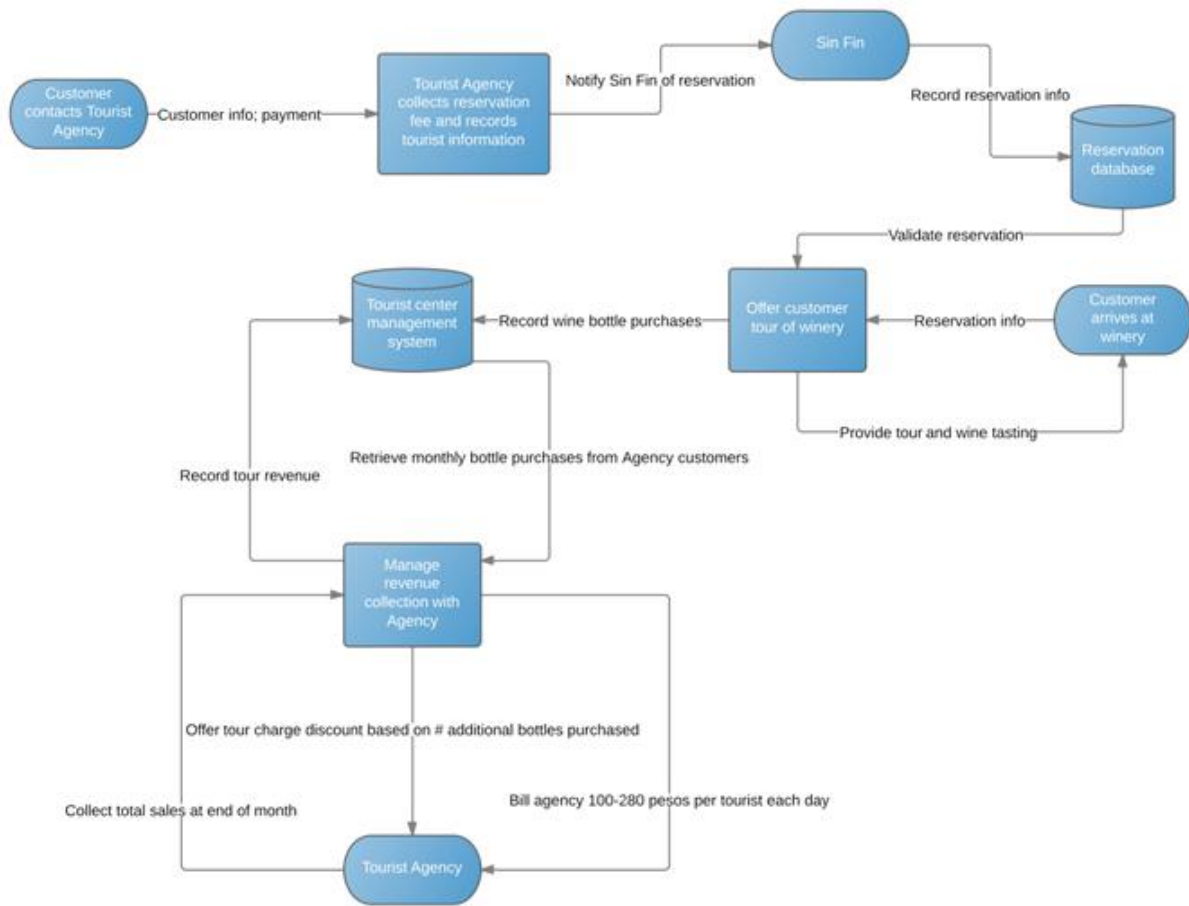 Sin Fin
Notify Sin Fin of reservation
Customer
contacts Tourist
Agency
Customer info; payment
Tourist Agency
collects reservation
fee and records
tourist information
Record reservation info
Reservation
database
Validate reservation
Tourist center
management
system
Record wine bottle purchases
Offer customer
tour of winery
Reservation info
Customer
arrives at
winery
Provide tour and wine tasting
Retrieve monthly bottle purchases from Agency customers
Record tour revenue
Manage
revenue
collection with
Agency
Offer tour charge discount based on # additional bottles purchased
Bill agency 100-280 pesos per tourist each day
Collect total sales at end of month
Tourist Agency